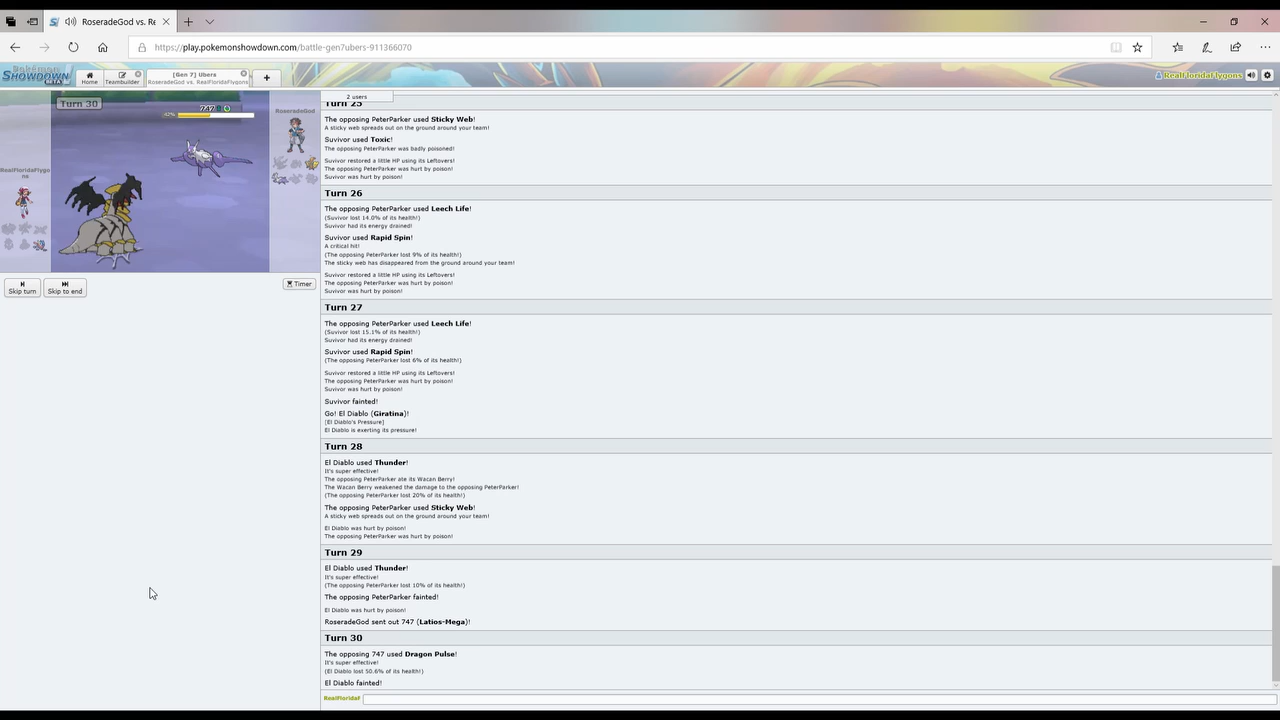 RoseradeGod vs. Re
https://play.pokemonshowdown.com/battle-gen7ubers-911366070
Pokémon
SHOWDOWN
BETA
Home
Teambuilder
[Gen 7] Ubers
RoseradeGod vs. RealFloridaFlygons
RealFloridaFlygons
Turn 30
747
42%
RoseradeGod
RealFloridaFlygo
ns
Skip turn
Skip to end
Timer
2 users
Turn 25
The opposing PeterParker used Sticky Web!
A sticky web spreads out on the ground around your team!
Suvivor used Toxic!
The opposing PeterParker was badly poisoned!
Suvivor restored a little HP using its Leftovers!
The opposing PeterParker was hurt by poison!
Suvivor was hurt by poison!
Turn 26
The opposing PeterParker used Leech Life!
(Suvivor lost 14.0% of its health!)
Suvivor had its energy drained!
Suvivor used Rapid Spin!
A critical hit!
(The opposing PeterParker lost 9% of its health!)
The sticky web has disappeared from the ground around your team!
Suvivor restored a little HP using its Leftovers!
The opposing PeterParker was hurt by poison!
Suvivor was hurt by poison!
Turn 27
The opposing PeterParker used Leech Life!
(Suvivor lost 15.1% of its health!)
Suvivor had its energy drained!
Suvivor used Rapid Spin!
(The opposing PeterParker lost 6% of its health!)
Suvivor restored a little HP using its Leftovers!
The opposing PeterParker was hurt by poison!
Suvivor was hurt by poison!
Suvivor fainted!
Go! El Diablo (Giratina)!
[El Diablo's Pressure]
El Diablo is exerting its pressure!
Turn 28
El Diablo used Thunder!
It's super effective!
The opposing PeterParker ate its Wacan Berry!
The Wacan Berry weakened the damage to the opposing PeterParker!
(The opposing PeterParker lost 20% of its health!)
The opposing PeterParker used Sticky Web!
A sticky web spreads out on the ground around your team!
El Diablo was hurt by poison!
The opposing PeterParker was hurt by poison!
Turn 29
El Diablo used Thunder!
It's super effective!
(The opposing PeterParker lost 10% of its health!)
The opposing PeterParker fainted!
El Diablo was hurt by poison!
RoseradeGod sent out 747 (Latios-Mega)!
Turn 30
The opposing 747 used Dragon Pulse!
It's super effective!
(El Diablo lost 50.6% of its health!)
El Diablo fainted!